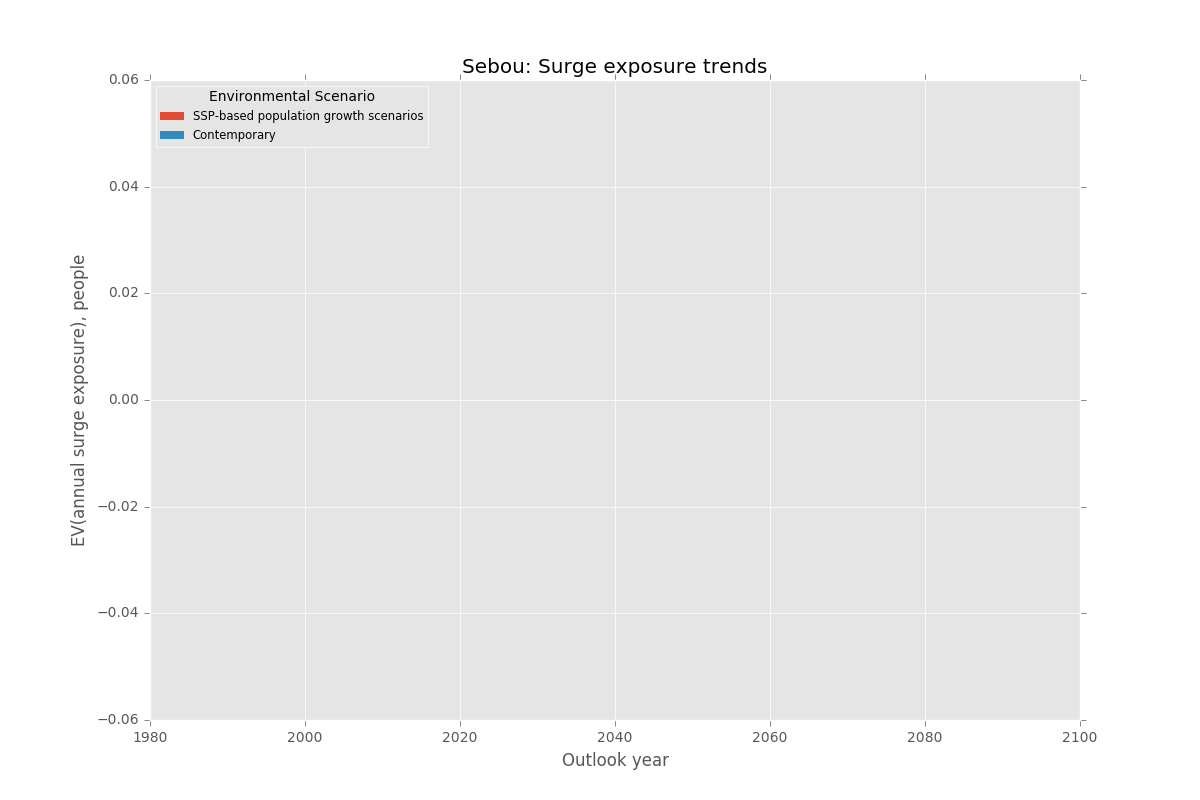 Sebou: Surge exposure trends
Environmental Scenario
SSP-based population growth scenarios
Contemporary
0.06
0.04
0.02
0.00
−0.02
−0.04
−0.06
EV(annual surge exposure), people
1980 2000 2020 2040 2060 2080 2100
Outlook year